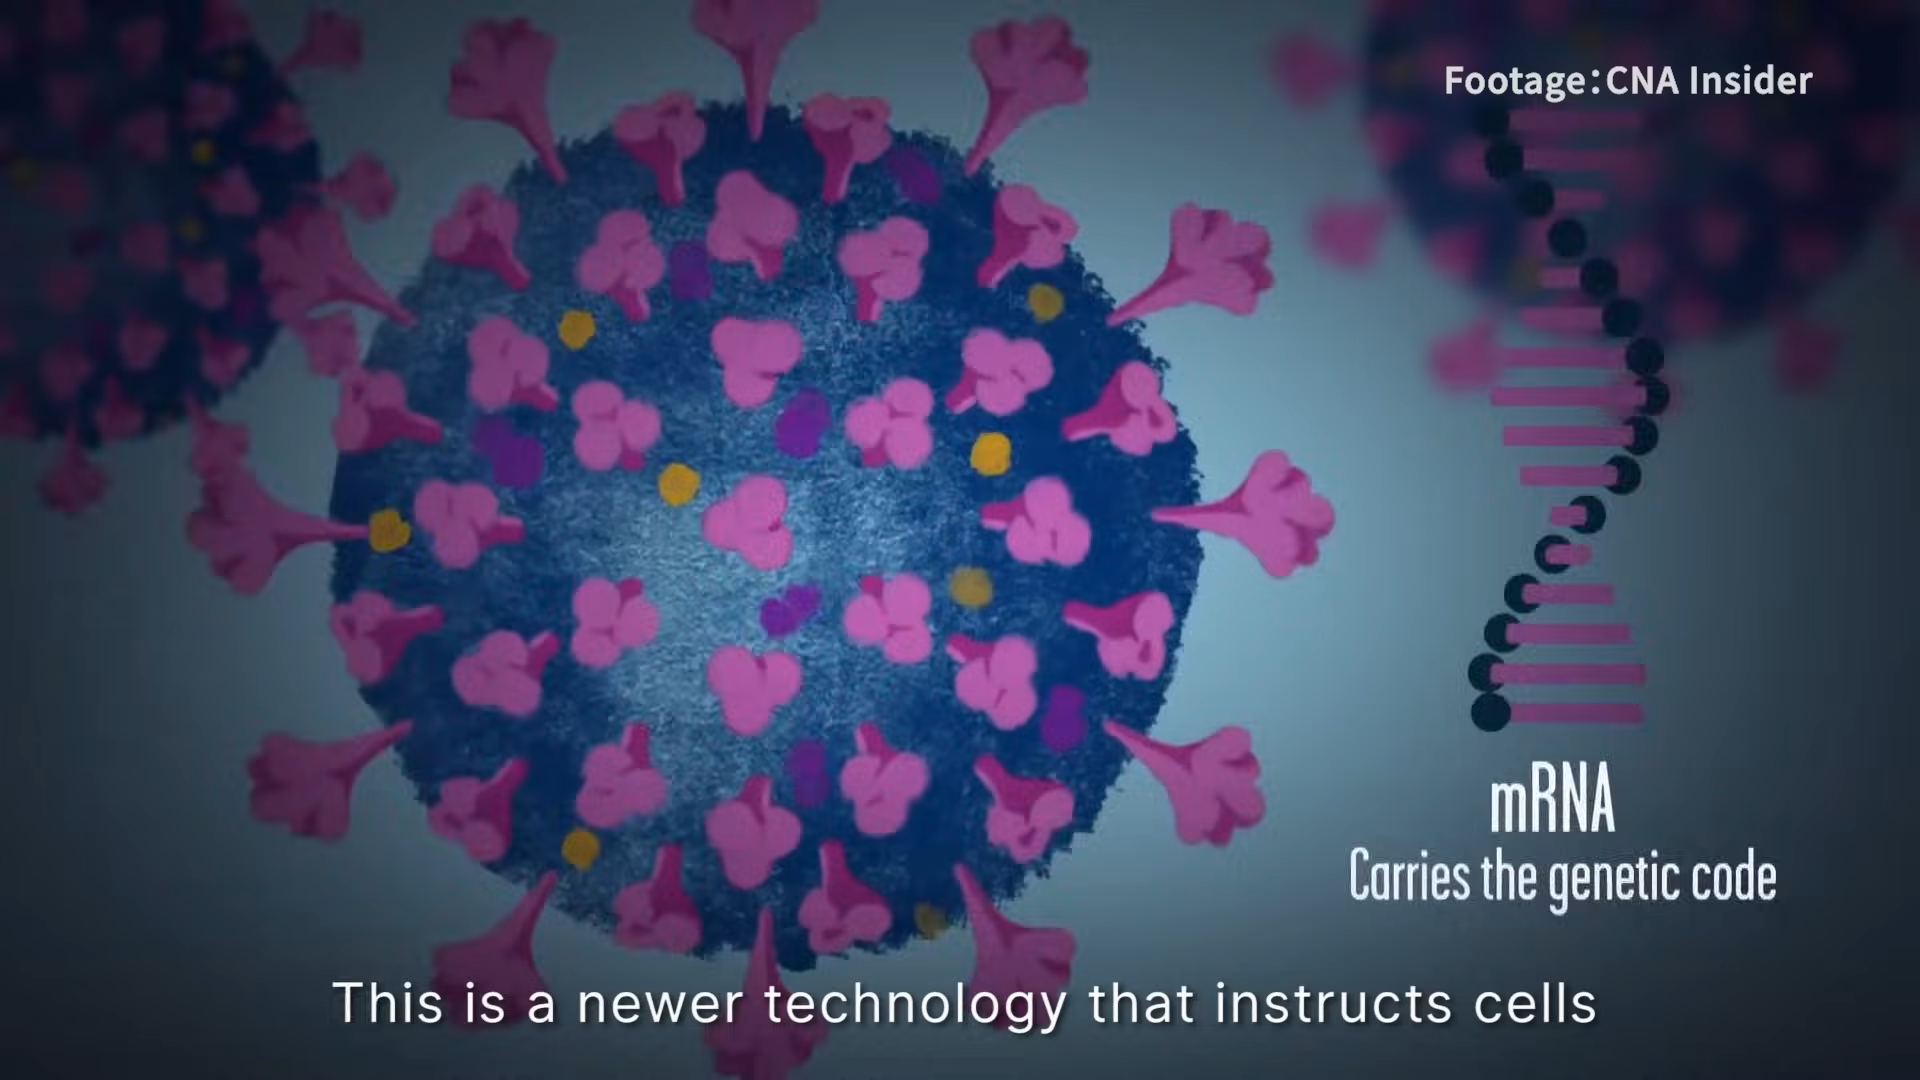 Footage:CNA Insider
mRNA
Carries the genetic code
This is a newer technology that instructs cells